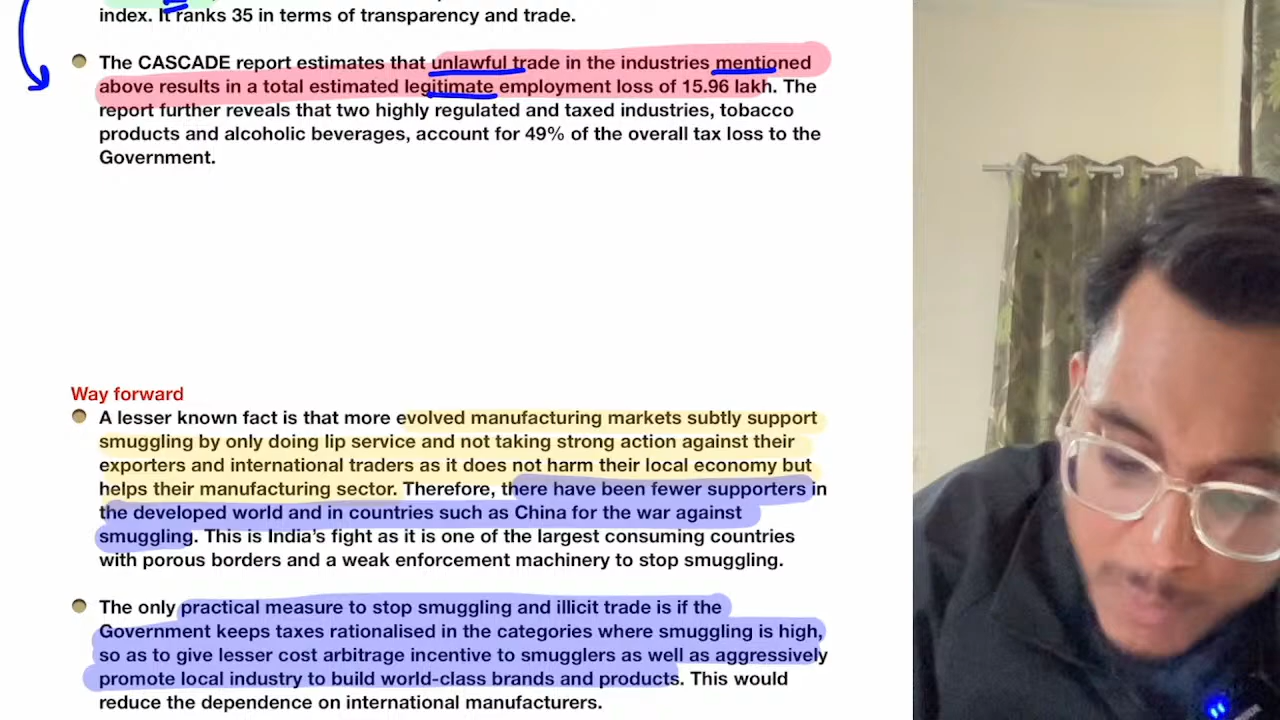 index. It ranks 35 in terms of transparency and trade.
The CASCADE report estimates that unlawful trade in the industries mentioned
above results in a total estimated legitimate employment loss of 15.96 lakh. The
report further reveals that two highly regulated and taxed industries, tobacco
products and alcoholic beverages, account for 49% of the overall tax loss to the
Government.
Way forward
A lesser known fact is that more evolved manufacturing markets subtly support
smuggling by only doing lip service and not taking strong action against their
exporters and international traders as it does not harm their local economy but
helps their manufacturing sector. Therefore, there have been fewer supporters in
the developed world and in countries such as China for the war against
smuggling. This is India's fight as it is one of the largest consuming countries
with porous borders and a weak enforcement machinery to stop smuggling.
The only practical measure to stop smuggling and illicit trade is if the
Government keeps taxes rationalised in the categories where smuggling is high,
so as to give lesser cost arbitrage incentive to smugglers as well as aggressively
promote local industry to build world-class brands and products. This would
reduce the dependence on international manufacturers.